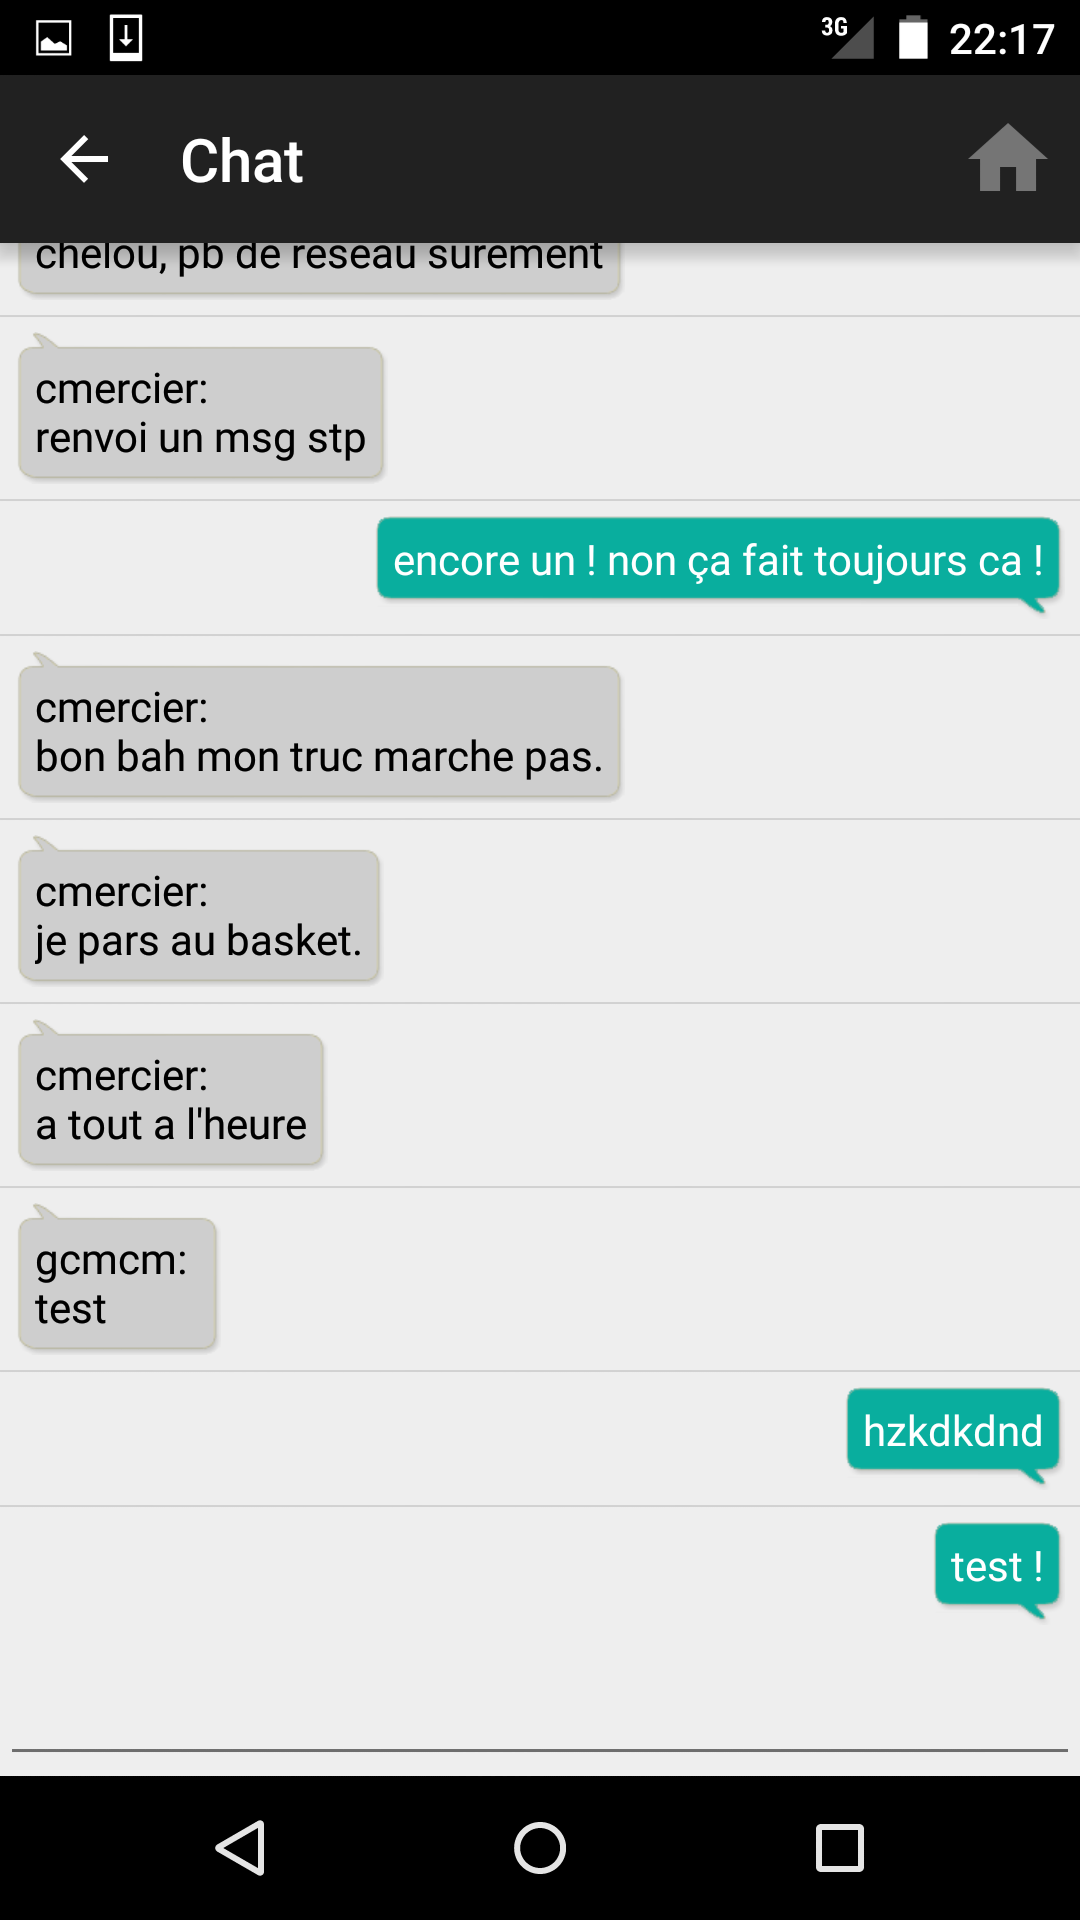 3G 22:17
Chat
chelou, pb de reseau surement
cmercier:
renvoi un msg stp
encore un ! non ça fait toujours ca !
cmercier:
bon bah mon truc marche pas.
cmercier:
je pars au basket.
cmercier:
a tout a l'heure
gcmcm:
test
hzkdkdnd
test !